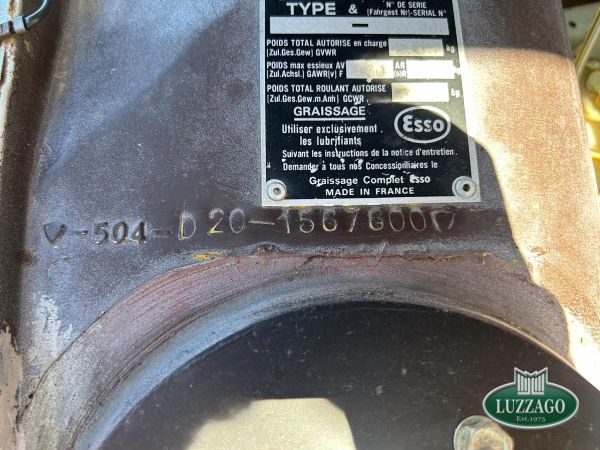 TYPE &
N° DE SERIE
(Fahrgest Nr)-SERIAL N°
–
POIDS TOTAL AUTORISE en charge
(Zul.Ges.Gew) GVWR
kg
POIDS max essieux AV
(Zul.Achsl.) GAWR(v) F
AR
(h)R
POIDS TOTAL ROULANT AUTORISE
(Zul.Ges.Gew.m.Anh) GCWR
kg
GRAISSAGE
Utiliser exclusivement
les lubrifiants
Esso
Suivant les instructions de la notice d'entretien.
Demander à tous nos Concessionnaires le
Graissage Complet Esso
MADE IN FRANCE
V-504-D20-
LUZZAGO
Est.1975